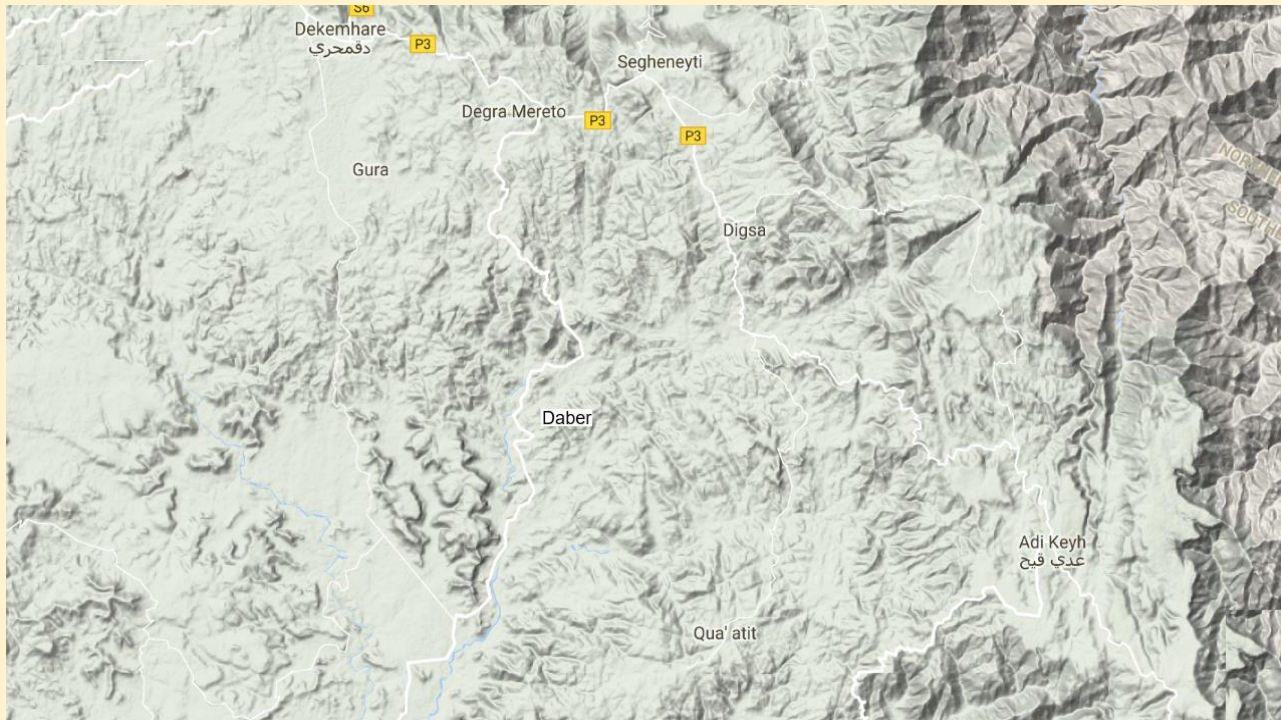 S6
Dekemhare
دقمحري
P3
Segheneyti
Degra Mereto
P3
P3
Gura
Digsa
Daber
Adi Keyh
عدي قيح
Qua' atit